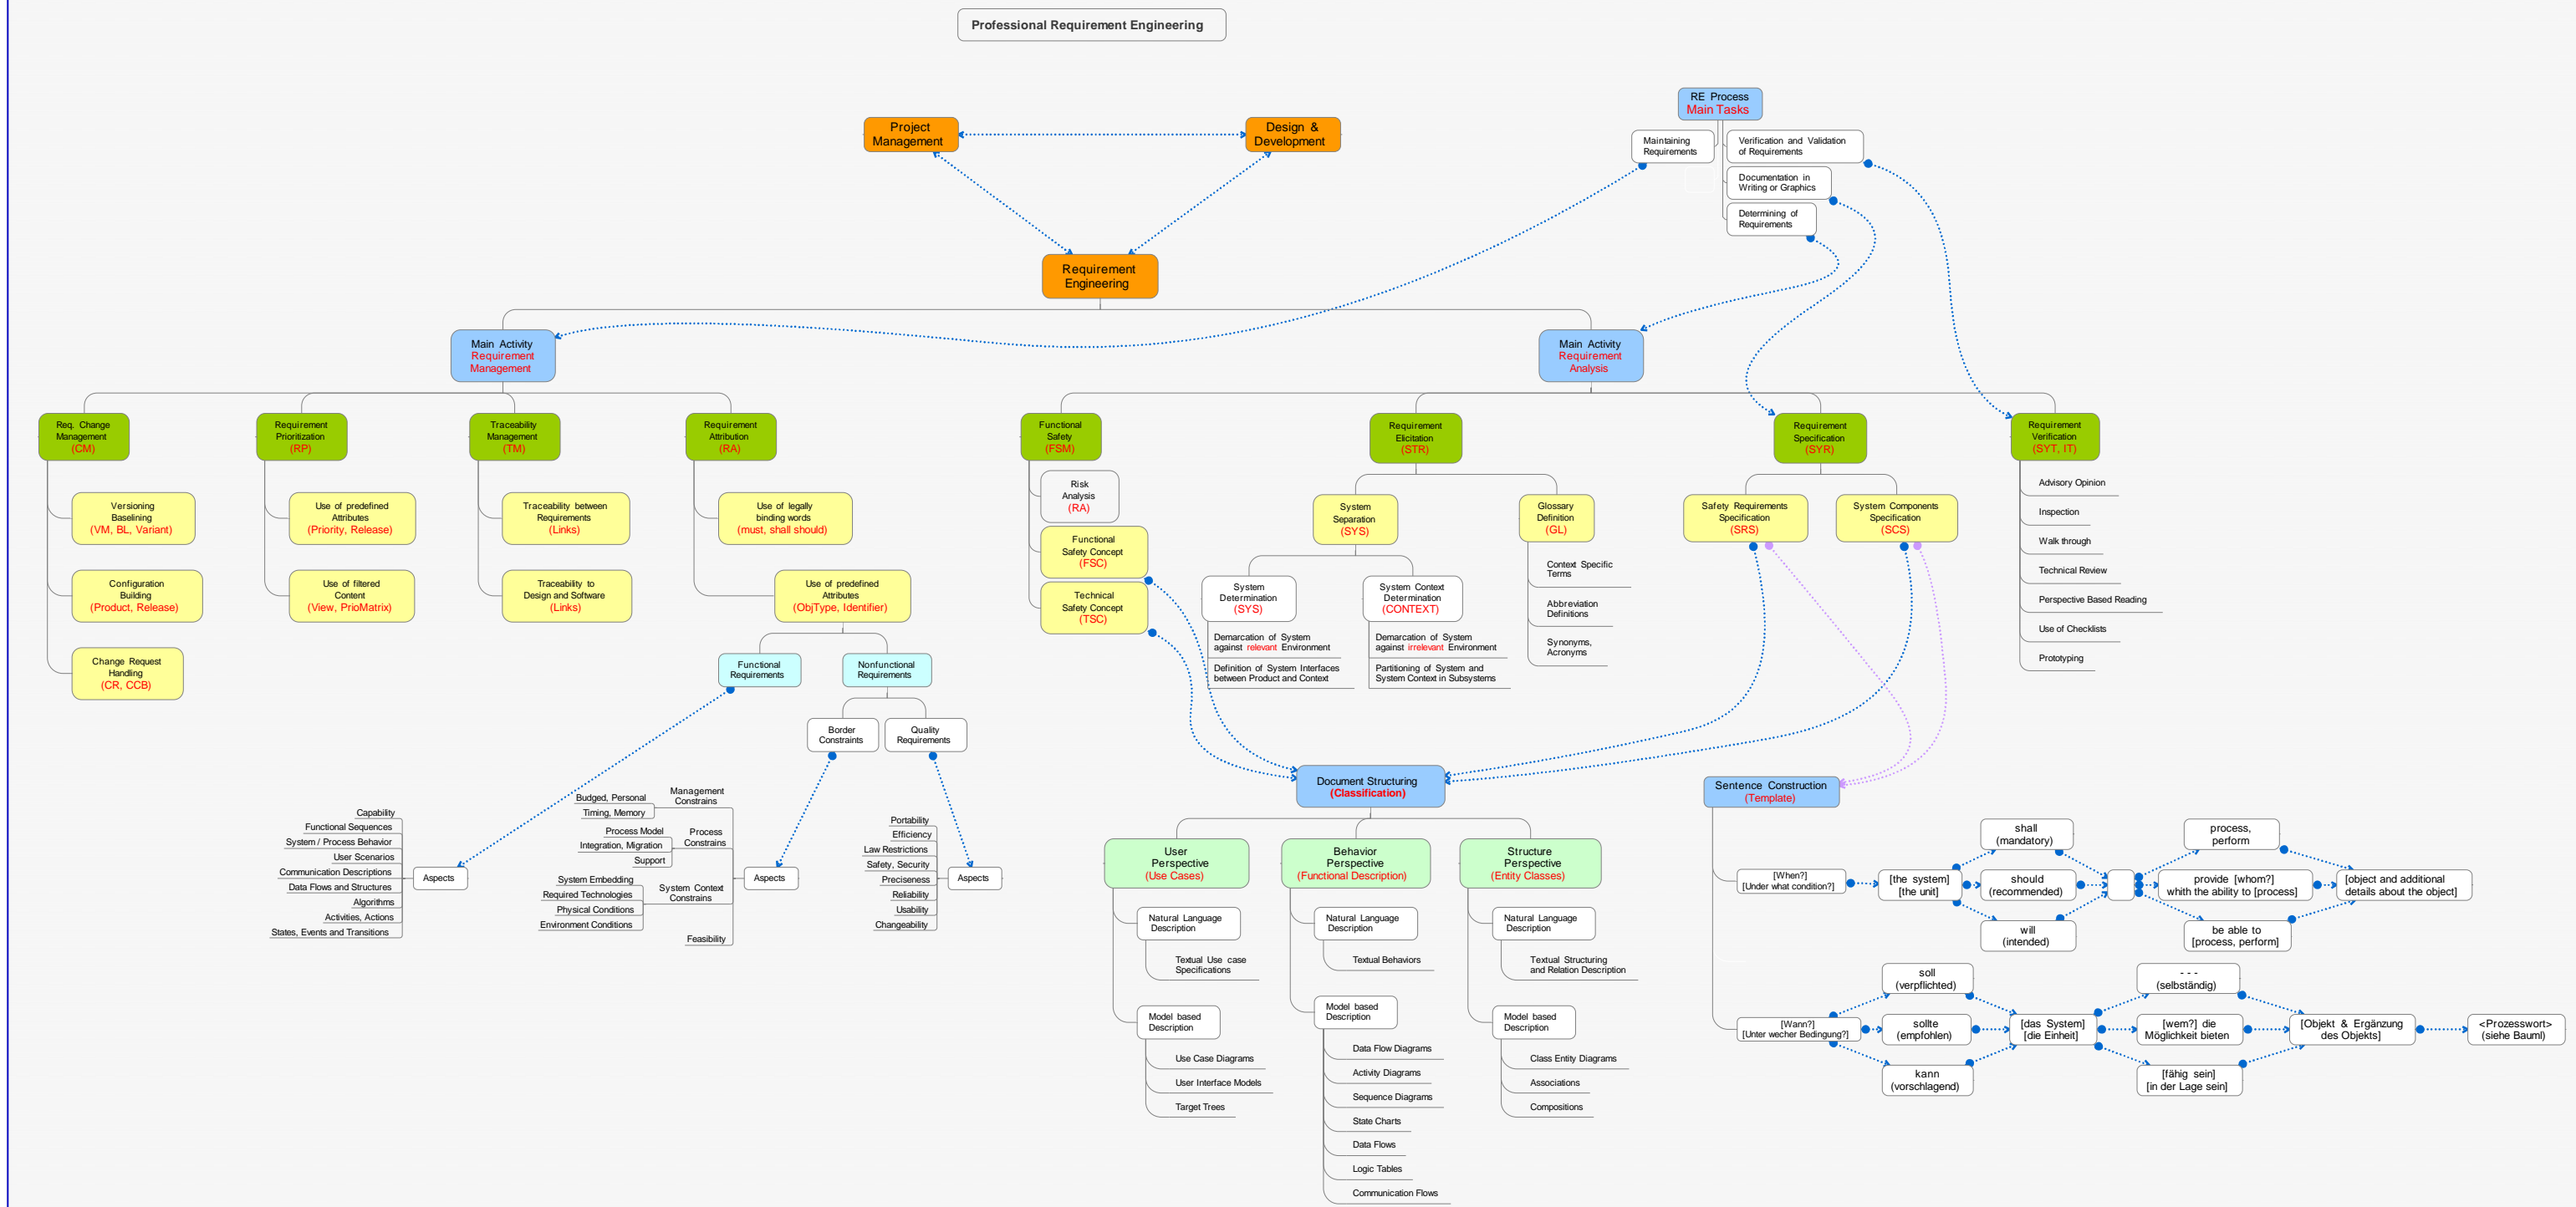 Professional Requirement Engineering
RE Process
Main Tasks
Project
Management
Design &
Development
Maintaining
Requirements
Verification and Validation
of Requirements
Documentation in
Writing or Graphics
Determining of
Requirements
Requirement
Engineering
Main Activity
Requirement
Management
Main Activity
Requirement
Analysis
Req. Change
Management
(CM)
Requirement
Prioritization
(RP)
Traceability
Management
(TM)
Requirement
Attribution
(RA)
Functional
Safety
(FSM)
Requirement
Elicitation
(STR)
Requirement
Specification
(SYR)
Requirement
Verification
(SYT, IT)
Versioning
Baselining
(VM, BL, Variant)
Configuration
Building
(Product, Release)
Change Request
Handling
(CR, CCB)
Use of predefined
Attributes
(Priority, Release)
Use of filtered
Content
(View, PrioMatrix)
Traceability between
Requirements
(Links)
Traceability to
Design and Software
(Links)
Use of legally
binding words
(must, shall should)
Use of predefined
Attributes
(ObjType, Identifier)
Functional
Requirements
Nonfunctional
Requirements
Border
Constraints
Quality
Requirements
Risk
Analysis
(RA)
Functional
Safety Concept
(FSC)
Technical
Safety Concept
(TSC)
System
Separation
(SYS)
Glossary
Definition
(GL)
System
Determination
(SYS)
System Context
Determination
(CONTEXT)
Demarcation of System
against relevant Environment
Definition of System Interfaces
between Product and Context
Demarcation of System
against irrelevant Environment
Partitioning of System and
System Context in Subsystems
Context Specific
Terms
Abbreviation
Definitions
Synonyms,
Acronyms
Safety Requirements
Specification
(SRS)
System Components
Specification
(SCS)
Advisory Opinion
Inspection
Walk through
Technical Review
Perspective Based Reading
Use of Checklists
Prototyping
Capability
Functional Sequences
System / Process Behavior
User Scenarios
Communication Descriptions
Data Flows and Structures
Algorithms
Activities, Actions
States, Events and Transitions
Aspects
Management
Constrains
Budged, Personal
Timing, Memory
Process
Constrains
Process Model
Integration, Migration
Support
System Context
Constrains
System Embedding
Required Technologies
Physical Conditions
Environment Conditions
Feasibility
Aspects
Portability
Efficiency
Law Restrictions
Safety, Security
Preciseness
Reliability
Usability
Changeability
Aspects
Document Structuring
(Classification)
User
Perspective
(Use Cases)
Natural Language
Description
Textual Use case
Specifications
Model based
Description
Use Case Diagrams
User Interface Models
Target Trees
Behavior
Perspective
(Functional Description)
Natural Language
Description
Textual Behaviors
Model based
Description
Data Flow Diagrams
Activity Diagrams
Sequence Diagrams
State Charts
Data Flows
Logic Tables
Communication Flows
Structure
Perspective
(Entity Classes)
Natural Language
Description
Textual Structuring
and Relation Description
Model based
Description
Class Entity Diagrams
Associations
Compositions
Sentence Construction
(Template)
[When?]
[Under what condition?]
[the system]
[the unit]
shall
(mandatory)
should
(recommended)
will
(intended)
process,
perform
provide [whom?]
whith the ability to [process]
be able to
[process, perform]
[object and additional
details about the object]
[Wann?]
[Unter wecher Bedingung?]
soll
(verpflichted)
sollte
(empfohlen)
kann
(vorschlagend)
[das System]
[die Einheit]
- - -
(selbständig)
[wem?] die
Möglichkeit bieten
[fähig sein]
[in der Lage sein]
[Objekt & Ergänzung
des Objekts]
<Prozesswort>
(siehe Bauml)